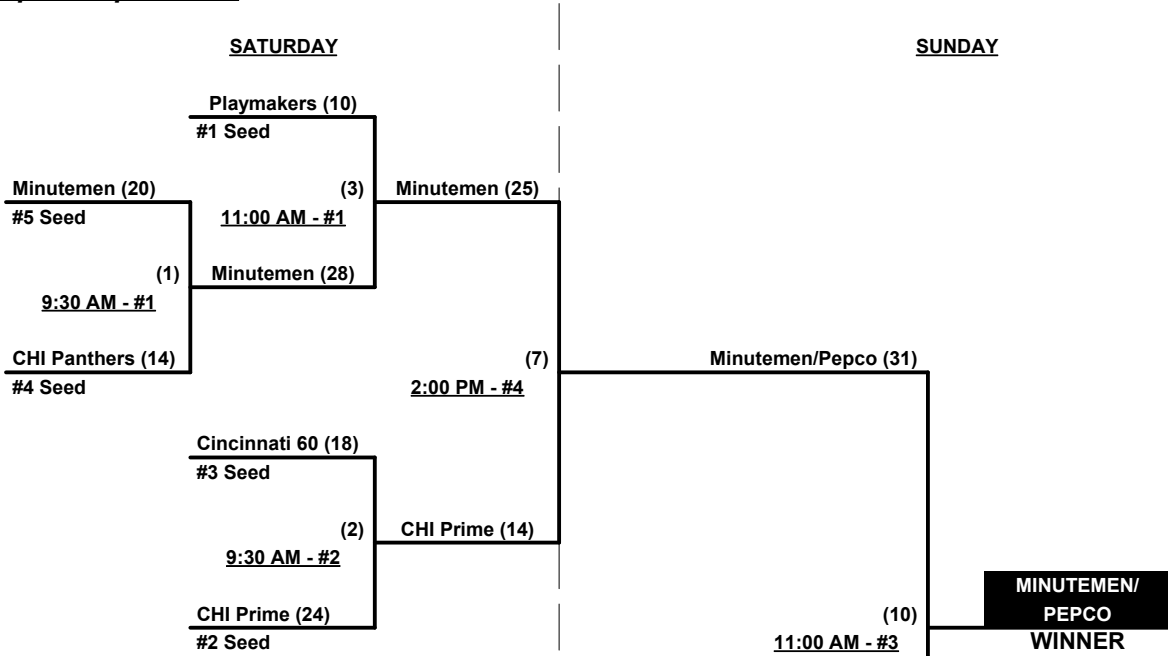 SATURDAY
SUNDAY
Playmakers (10)
#1 Seed
Minutemen (20)
(3)
Minutemen (25)
#5 Seed
11:00 AM - #1
(1)
Minutemen (28)
9:30 AM - #1
CHI Panthers (14)
(7)
Minutemen/Pepco (31)
#4 Seed
2:00 PM - #4
Cincinnati 60 (18)
#3 Seed
(2)
CHI Prime (14)
9:30 AM - #2
MINUTEMEN/
CHI Prime (24)
(10)
PEPCO
#2 Seed
11:00 AM - #3
WINNER